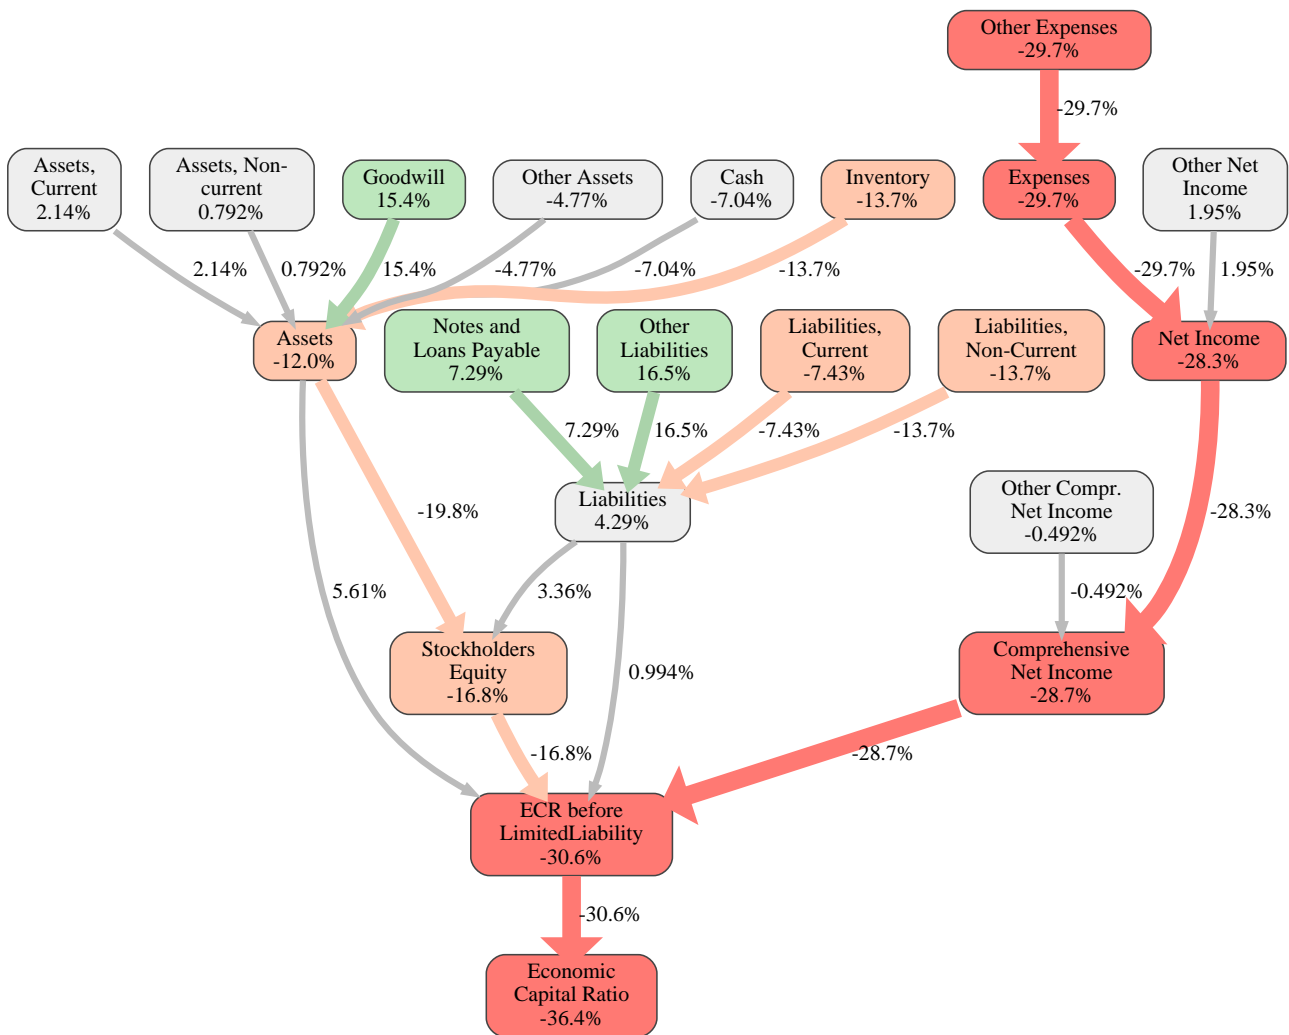 Other Expenses
-29.7%
-29.7%
Assets,
Current
2.14%
Assets, Non-
current
0.792%
Goodwill
15.4%
Other Assets
-4.77%
Cash
-7.04%
Inventory
-13.7%
Expenses
-29.7%
Other Net
Income
1.95%
2.14%
0.792%
15.4%
-4.77%
-7.04%
-13.7%
-29.7%
1.95%
Assets
-12.0%
Notes and
Loans Payable
7.29%
Other
Liabilities
16.5%
Liabilities,
Current
-7.43%
Liabilities,
Non-Current
-13.7%
Net Income
-28.3%
7.29%
16.5%
-7.43%
-13.7%
Liabilities
4.29%
Other Compr.
Net Income
-0.492%
-19.8%
-28.3%
5.61%
3.36%
-0.492%
Stockholders
Equity
-16.8%
0.994%
Comprehensive
Net Income
-28.7%
-16.8%
-28.7%
ECR before
LimitedLiability
-30.6%
-30.6%
Economic
Capital Ratio
-36.4%